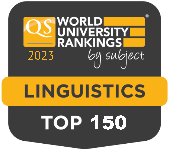 QS WORLD
UNIVERSITY
RANKINGS
2023 by subject
LINGUISTICS
TOP 150